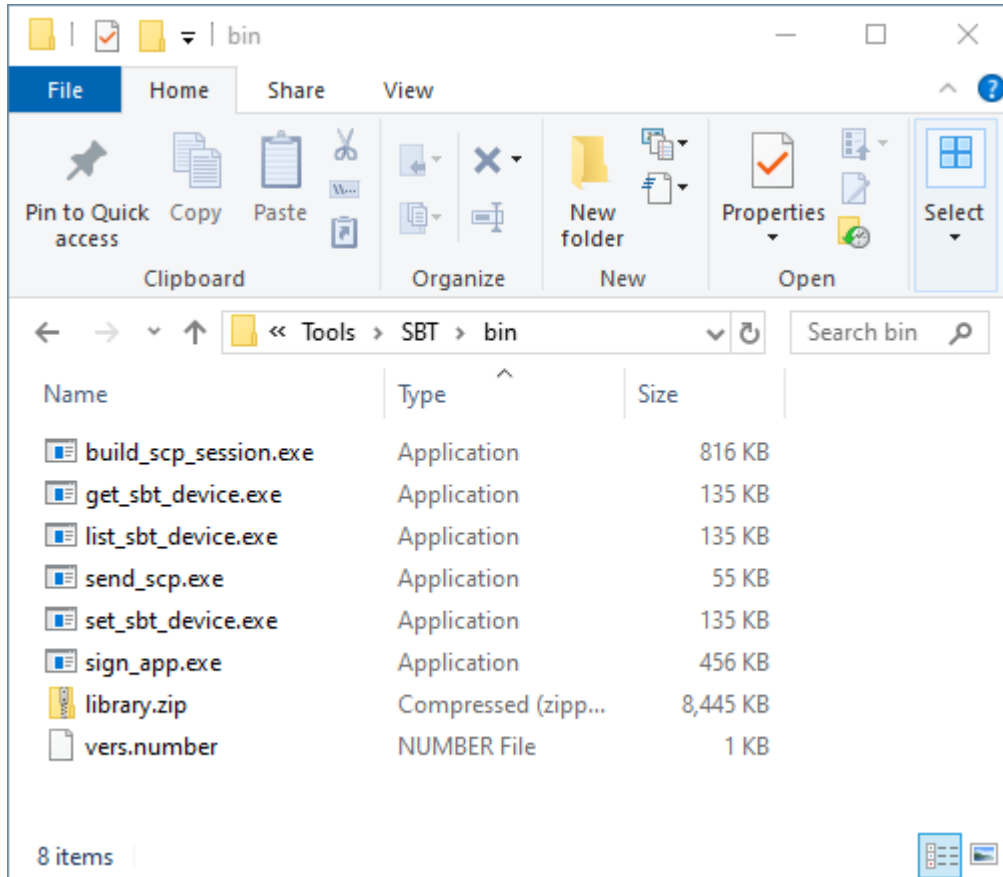 bin
File Home Share View
Pin to Quick access Copy Paste New folder Properties Select
Clipboard Organize New Open
« Tools > SBT > bin Search bin
Name Type Size
build_scp_session.exe Application 816 KB
get_sbt_device.exe Application 135 KB
list_sbt_device.exe Application 135 KB
send_scp.exe Application 55 KB
set_sbt_device.exe Application 135 KB
sign_app.exe Application 456 KB
library.zip Compressed (zipp... 8,445 KB
vers.number NUMBER File 1 KB
8 items